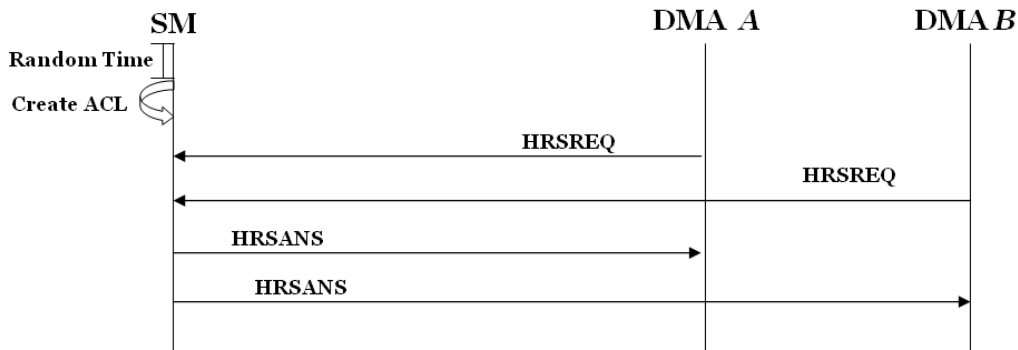 SM
DMA A
DMA B
Random Time
Create ACL
HRSREQ
HRSREQ
HRSANS
HRSANS